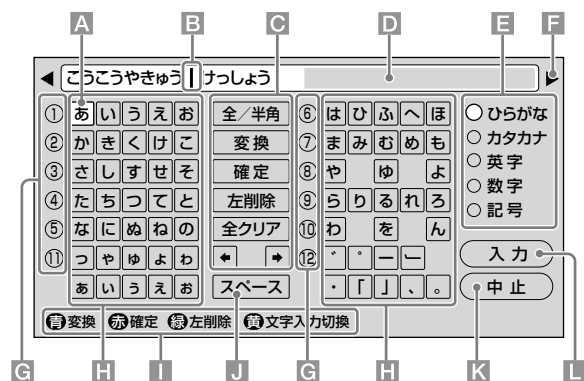 A B C D E F
◀ こうこうやきゅう|けっしょう ▶
① あ い う え お 全/半角 ⑥ は ひ ふ へ ほ ○ ひらがな
② か き く け こ 変換 ⑦ ま み む め も ○ カタカナ
③ さ し す せ そ 確定 ⑧ や ゆ よ ○ 英字
④ た ち つ て と 左削除 ⑨ ら り る れ ろ ○ 数字
⑤ な に ぬ ね の 全クリア ⑩ わ を ん ○ 記号
⑪ っ ゃ ゅ ょ ゎ ← → ⑫ ゛ ゜ ー
ぁ ぃ ぅ ぇ ぉ スペース ・ 「 」 、 。
入力
中止
青変換 赤確定 緑左削除 黄文字入力切換
G H I J G H K L